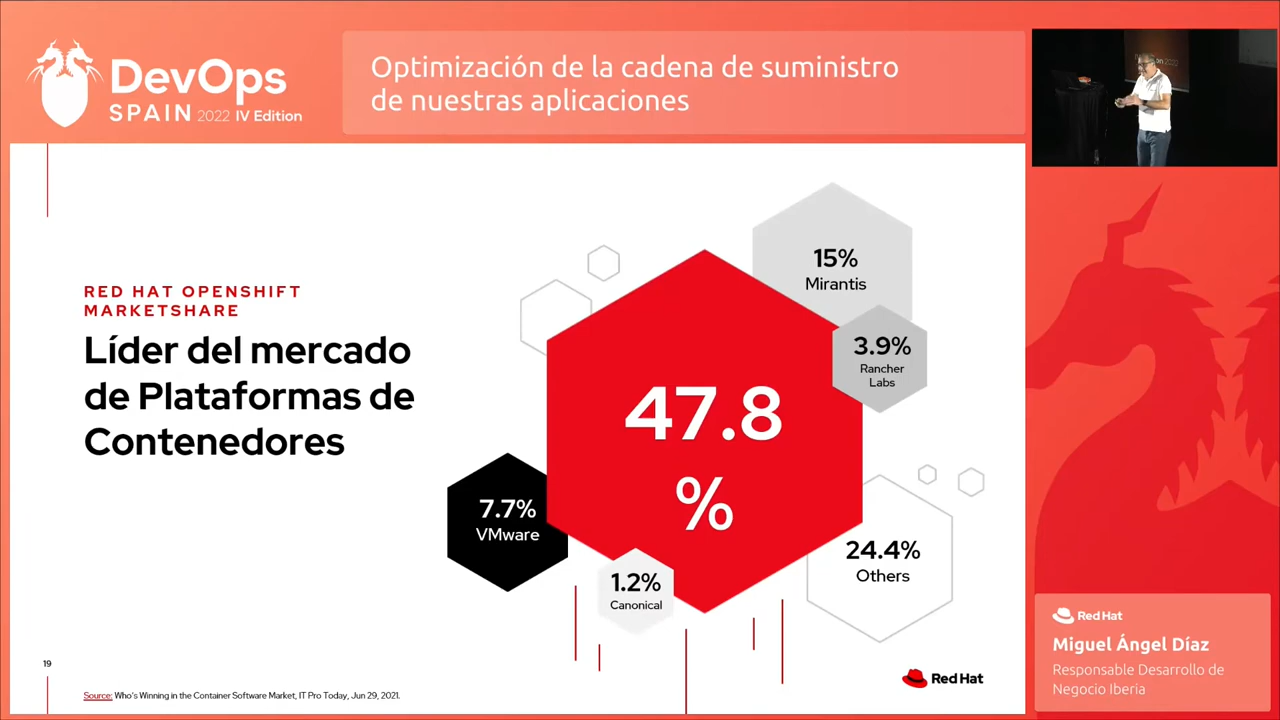 DevOps
SPAIN 2022 IV Edition
Optimización de la cadena de suministro
de nuestras aplicaciones
RED HAT OPENSHIFT
MARKETSHARE
Líder del mercado
de Plataformas de
Contenedores
15%
Mirantis
3.9%
Rancher
Labs
47.8
%
7.7%
VMware
1.2%
Canonical
24.4%
Others
19
Source: Who's Winning in the Container Software Market, IT Pro Today, Jun 29, 2021.
Red Hat
Red Hat
Miguel Ángel Díaz
Responsable Desarrollo de
Negocio Iberia